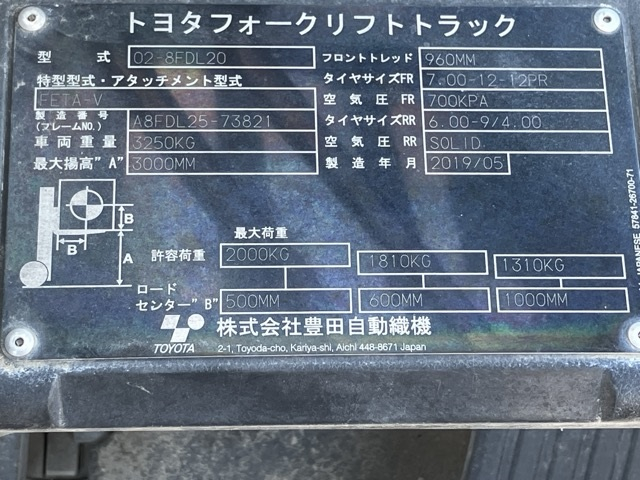 トヨタフォークリフトトラック
型式 02-8FDL20 フロントトレッド 960MM
特型型式・アタッチメント型式 タイヤサイズFR 7.00-12-12PR
FETA-V 空気圧 FR 700KPA
製造番号 (フレームNO.) A8FDL25-73821 タイヤサイズRR 6.00-9/4.00
車両重量 3250KG 空気圧 RR SOLID
最大揚高"A" 3000MM 製造年月 2019/05
B
B
A
最大荷重
許容荷重 2000KG 1810KG 1310KG
ロードセンター"B" 500MM 600MM 1000MM
TOYOTA 株式会社豊田自動織機
2-1, Toyoda-cho, Kariya-shi, Aichi 448-8671 Japan
JAPANESE 57841-26700-71